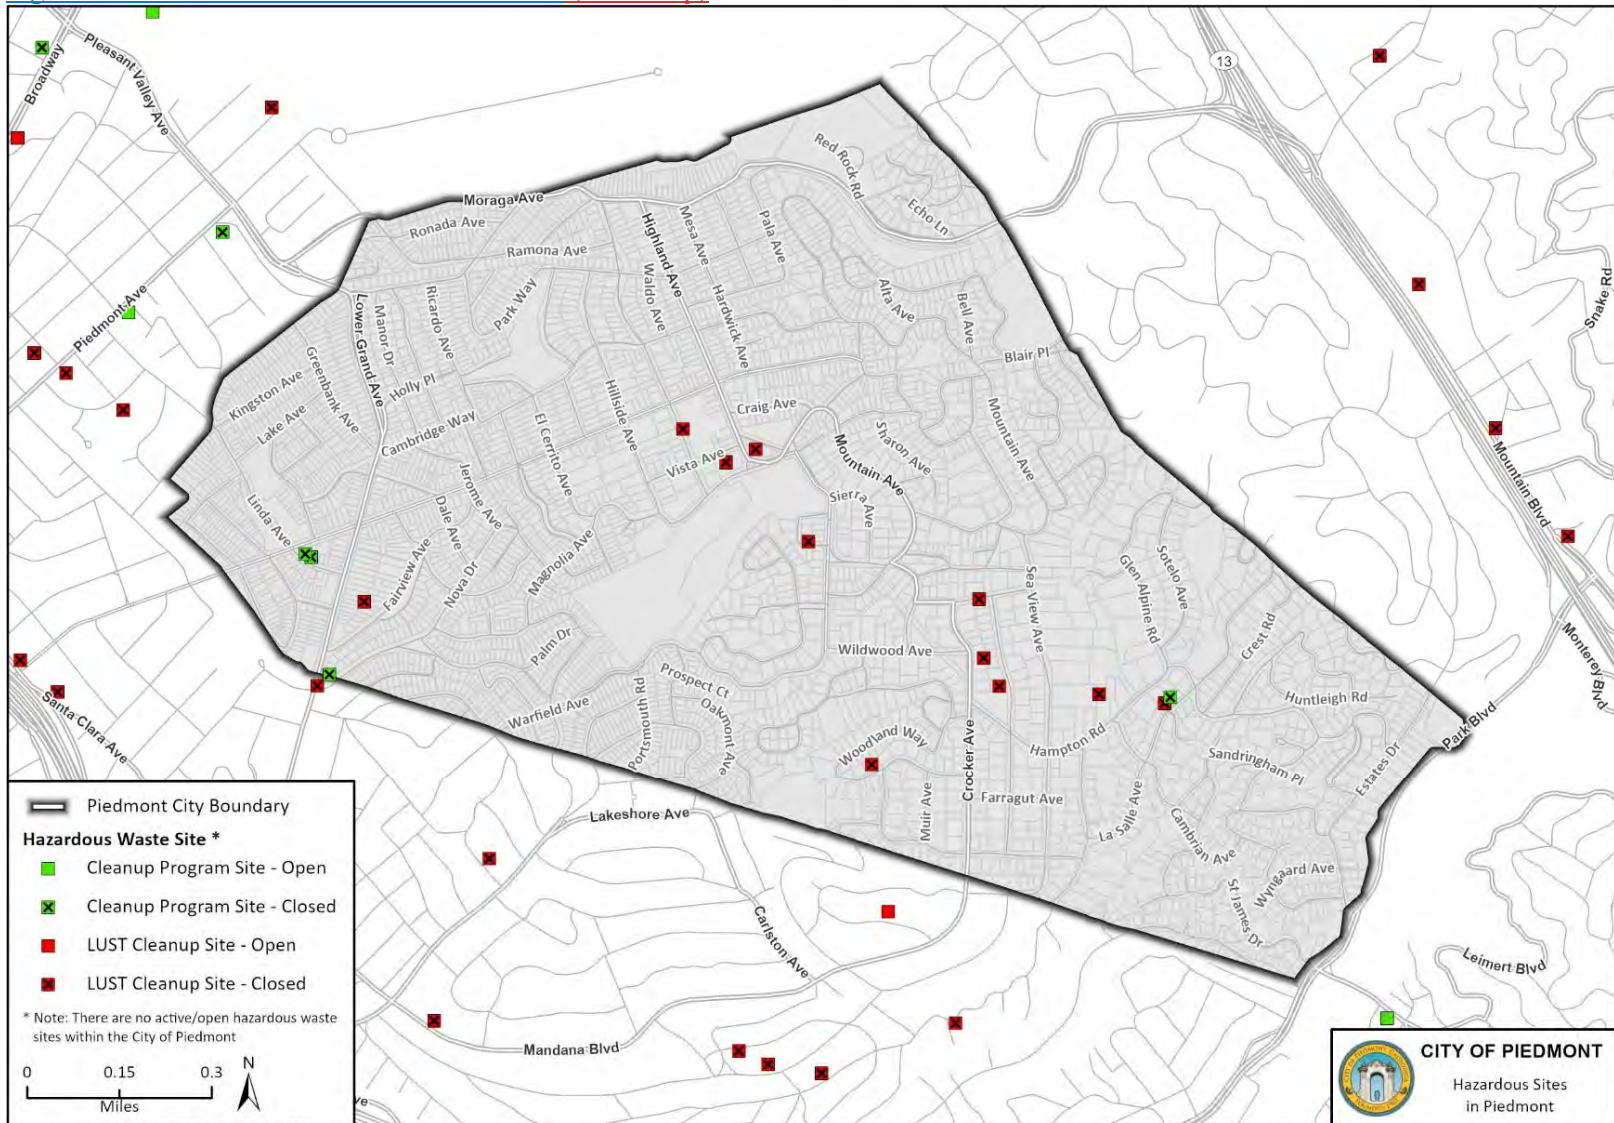 Broadway
Pleasant Valley Ave
13
Red Rock Rd
Echo Ln
Moraga Ave
Ronada Ave
Ramona Ave
Highland Ave
Mesa Ave
Pala Ave
Snake Rd
Piedmont Ave
Lower Grand Ave
Manor Dr
Ricardo Ave
Park Way
Waldo Ave
Hardwick Ave
Alta Ave
Bell Ave
Blair Pl
Kingston Ave
Greenbank Ave
Lake Ave
Holly Pl
Cambridge Way
El Cerrito Ave
Hillside Ave
Craig Ave
Vista Ave
Mountain Ave
Sharon Ave
Mountain Ave
Mountain Blvd
Linda Ave
Jerome Ave
Dale Ave
Sierra Ave
Fairview Ave
Nova Dr
Magnolia Ave
Sea View Ave
Glen Alpine Rd
Sotelo Ave
Crest Rd
Monterey Blvd
Palm Dr
Wildwood Ave
Prospect Ct
Santa Clara Ave
Warfield Ave
Portsmouth Rd
Oakmont Ave
Woodland Way
Crocker Ave
Hampton Rd
Huntleigh Rd
Park Blvd
Sandringham Pl
Estates Dr
Lakeshore Ave
Muir Ave
Farragut Ave
La Salle Ave
Cambrian Ave
Wyngaard Ave
St James Dr
Carlston Ave
Leimert Blvd
Mandana Blvd
ve
Piedmont City Boundary
Hazardous Waste Site *
Cleanup Program Site - Open
Cleanup Program Site - Closed
LUST Cleanup Site - Open
LUST Cleanup Site - Closed
* Note: There are no active/open hazardous waste
sites within the City of Piedmont
0 0.15 0.3
Miles
N
CITY OF PIEDMONT
Hazardous Sites
in Piedmont